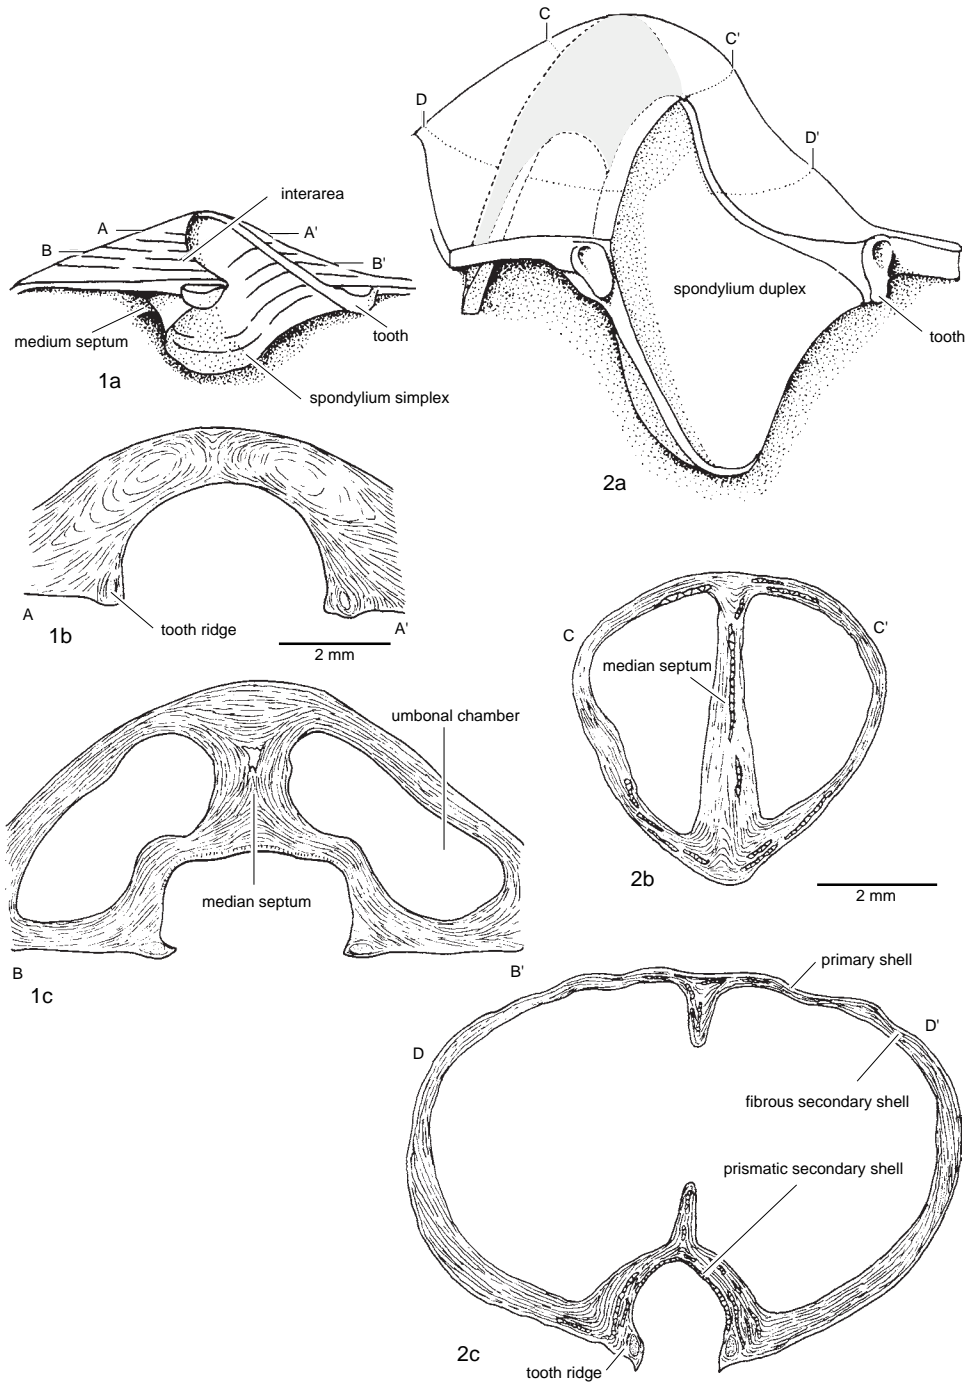 C
C'
D
D'
interarea
A
A'
B
B'
spondylium duplex
medium septum
tooth
tooth
1a
spondylium simplex
2a
A
tooth ridge
A'
1b
2 mm
C
C'
median septum
umbonal chamber
2b
2 mm
median septum
B
B'
1c
primary shell
D
D'
fibrous secondary shell
prismatic secondary shell
2c
tooth ridge